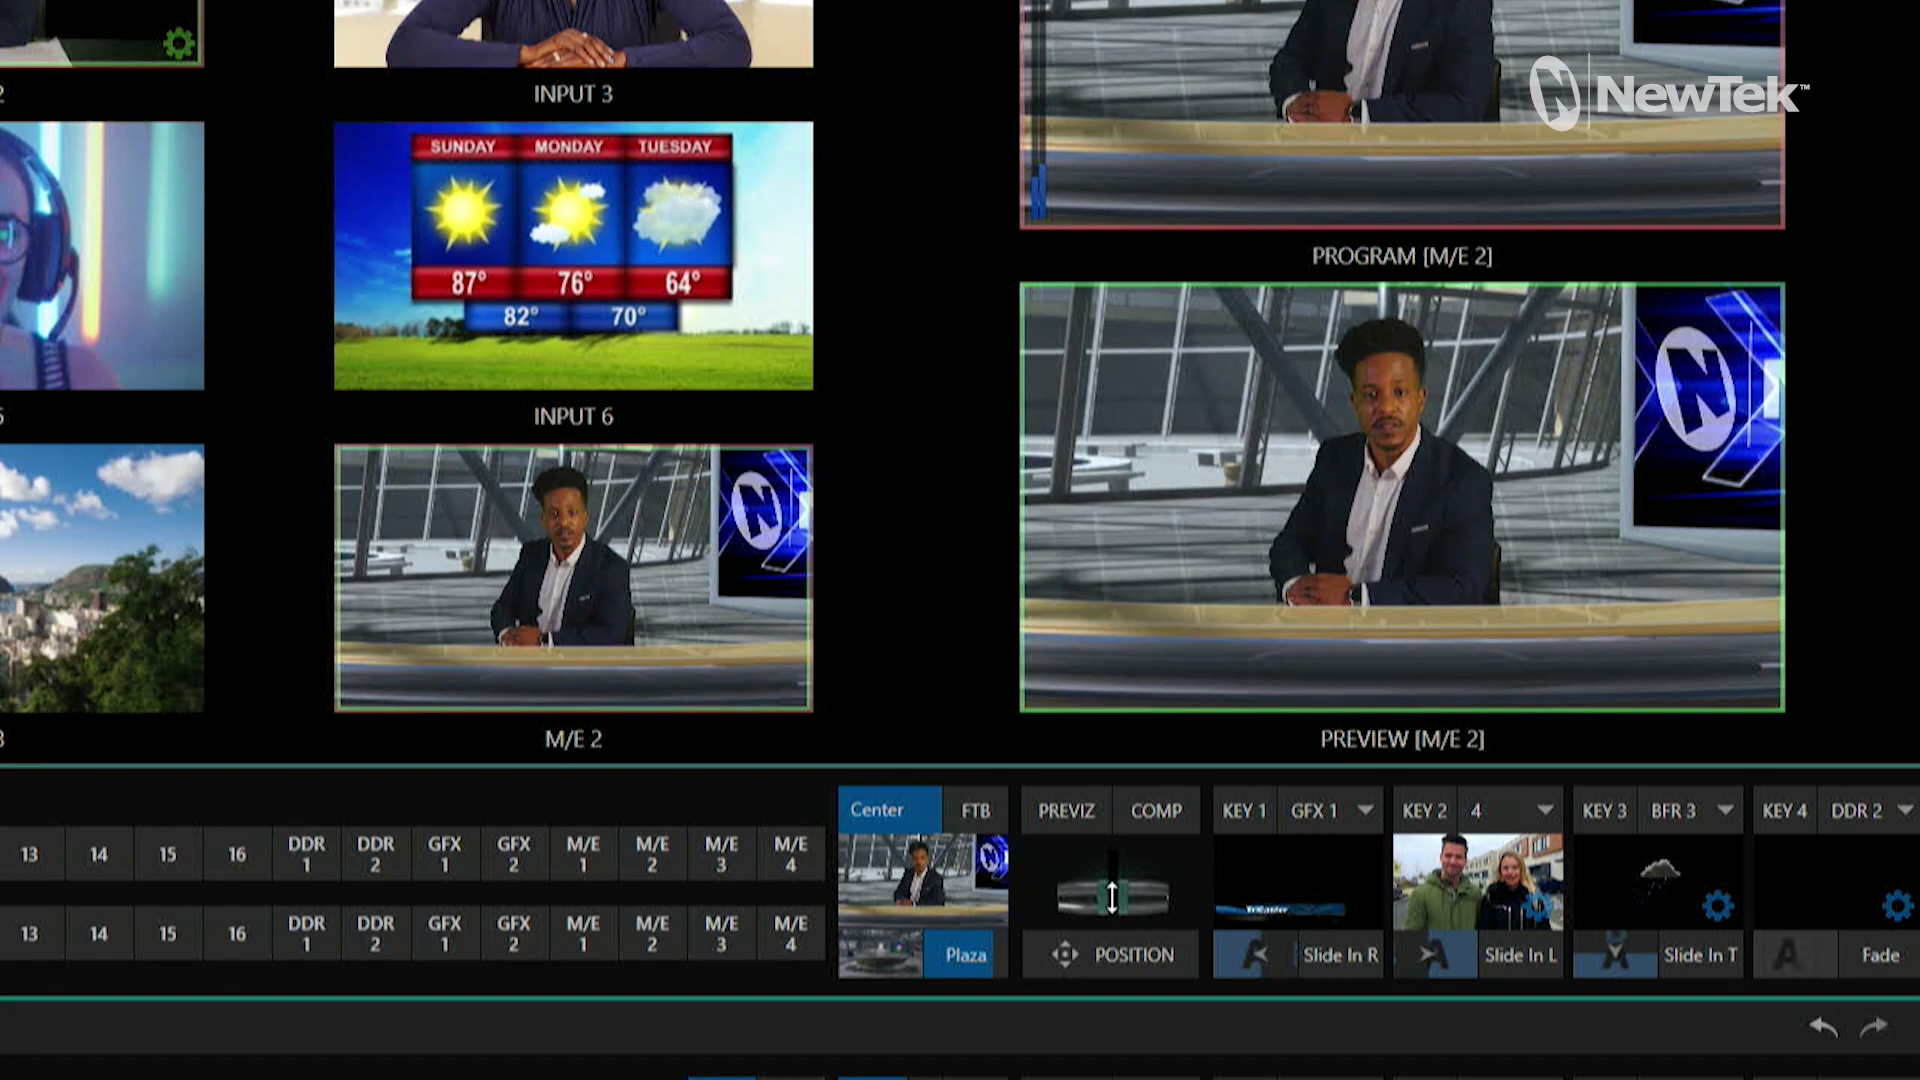 2
INPUT 3
NewTek™
SUNDAY MONDAY TUESDAY
87° 76° 64°
82° 70°
PROGRAM [M/E 2]
INPUT 6
M/E 2
PREVIEW [M/E 2]
Center FTB PREVIZ COMP KEY 1 GFX 1 KEY 2 4 KEY 3 BFR 3 KEY 4 DDR 2
13 14 15 16 DDR 1 DDR 2 GFX 1 GFX 2 M/E 1 M/E 2 M/E 3 M/E 4
13 14 15 16 DDR 1 DDR 2 GFX 1 GFX 2 M/E 1 M/E 2 M/E 3 M/E 4
Plaza POSITION Slide In R Slide In L Slide In T Fade